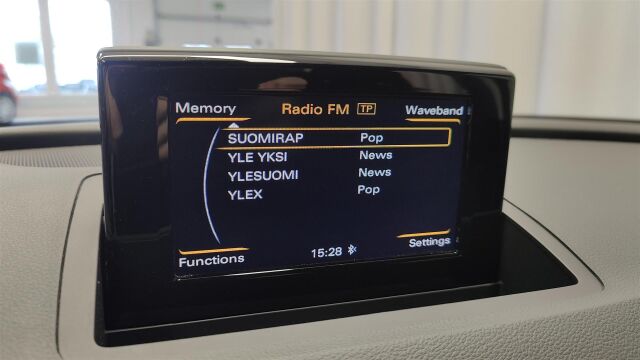 Memory Radio FM TP Waveband
SUOMIRAP Pop
YLE YKSI News
YLESUOMI News
YLEX Pop
Functions 15:28 Settings